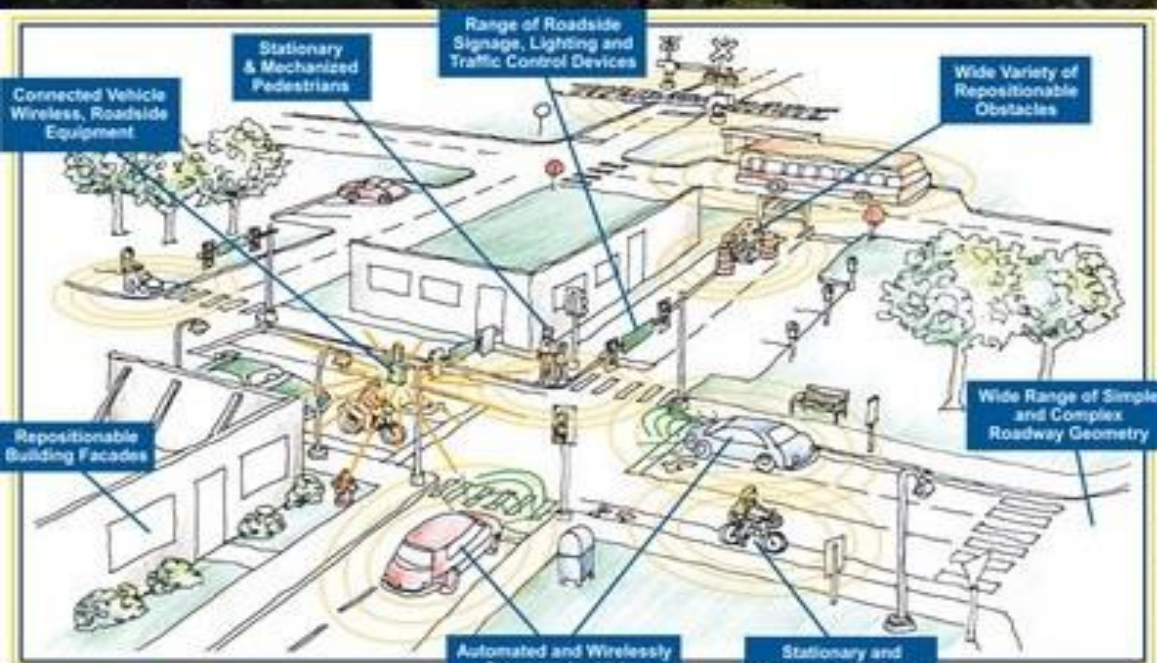 Range of Roadside
Signage, Lighting and
Traffic Control Devices
Stationary
& Mechanized
Pedestrians
Wide Variety of
Repositionable
Obstacles
Connected Vehicle
Wireless, Roadside
Equipment
Wide Range of Simple
and Complex
Roadway Geometry
Repositionable
Building Facades
Automated and Wirelessly
Stationary and